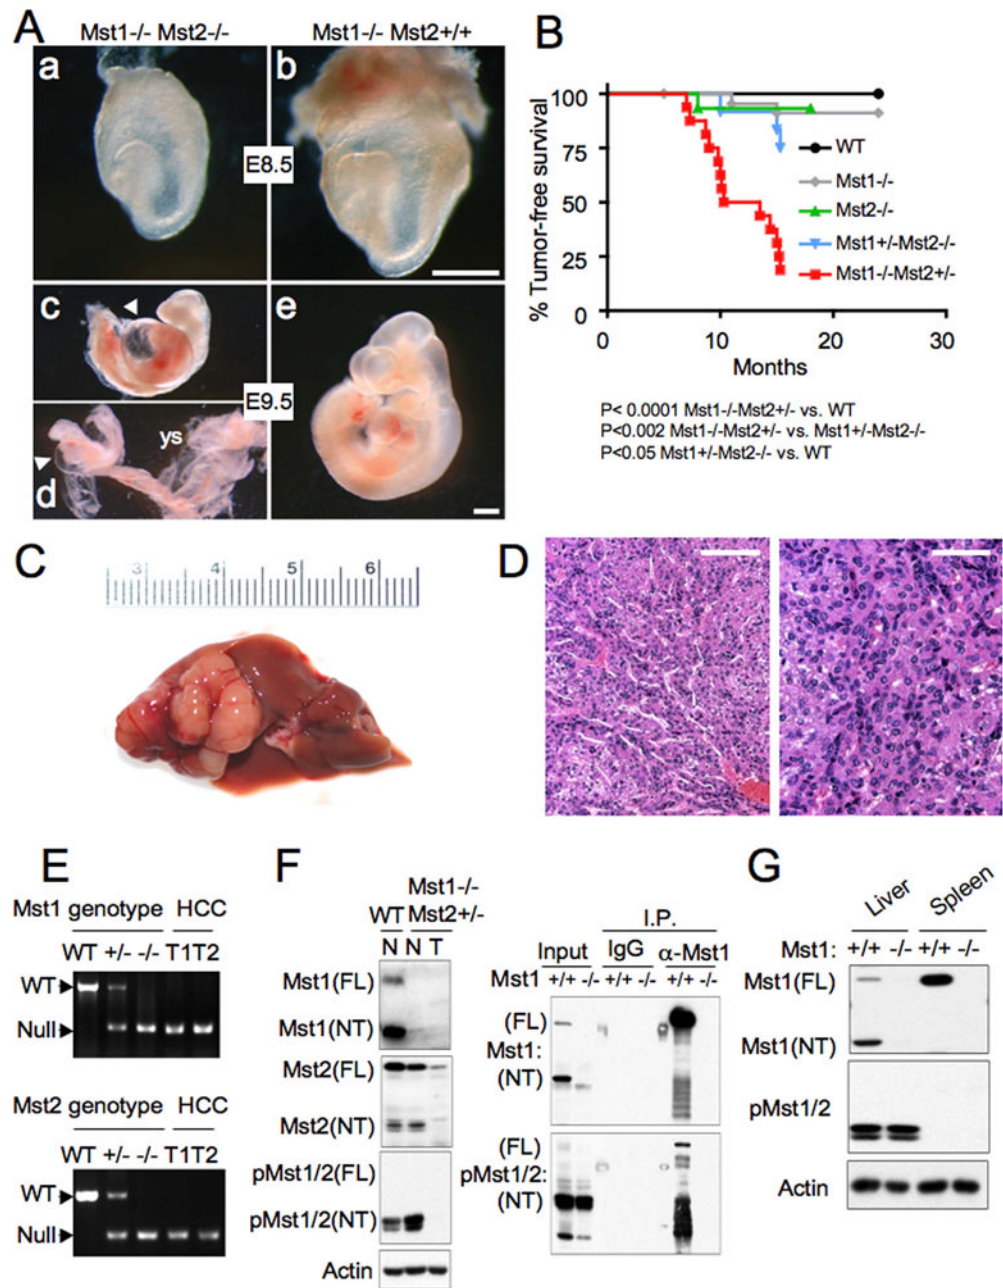 A
Mst1-/- Mst2-/-
Mst1-/- Mst2+/+
a
b
E8.5
c
e
E9.5
d
ys
B
% Tumor-free survival
100
75
50
25
0
0
10
20
30
Months
WT
Mst1-/-
Mst2-/-
Mst1+/-Mst2-/-
Mst1-/-Mst2+/-
P< 0.0001 Mst1-/-Mst2+/- vs. WT
P<0.002 Mst1-/-Mst2+/- vs. Mst1+/-Mst2-/-
P<0.05 Mst1+/-Mst2-/- vs. WT
C
3 4 5 6
D
E
Mst1 genotype HCC
WT +/- -/- T1T2
WT
Null
Mst2 genotype HCC
WT +/- -/- T1T2
WT
Null
F
Mst1-/-
WT Mst2+/-
N N T
Mst1(FL)
Mst1(NT)
Mst2(FL)
Mst2(NT)
pMst1/2(FL)
pMst1/2(NT)
Actin
I.P.
Input IgG α-Mst1
Mst1 +/+ -/- +/+ -/- +/+ -/-
(FL)
Mst1:
(NT)
(FL)
pMst1/2:
(NT)
G
Liver Spleen
Mst1: +/+ -/- +/+ -/-
Mst1(FL)
Mst1(NT)
pMst1/2
Actin